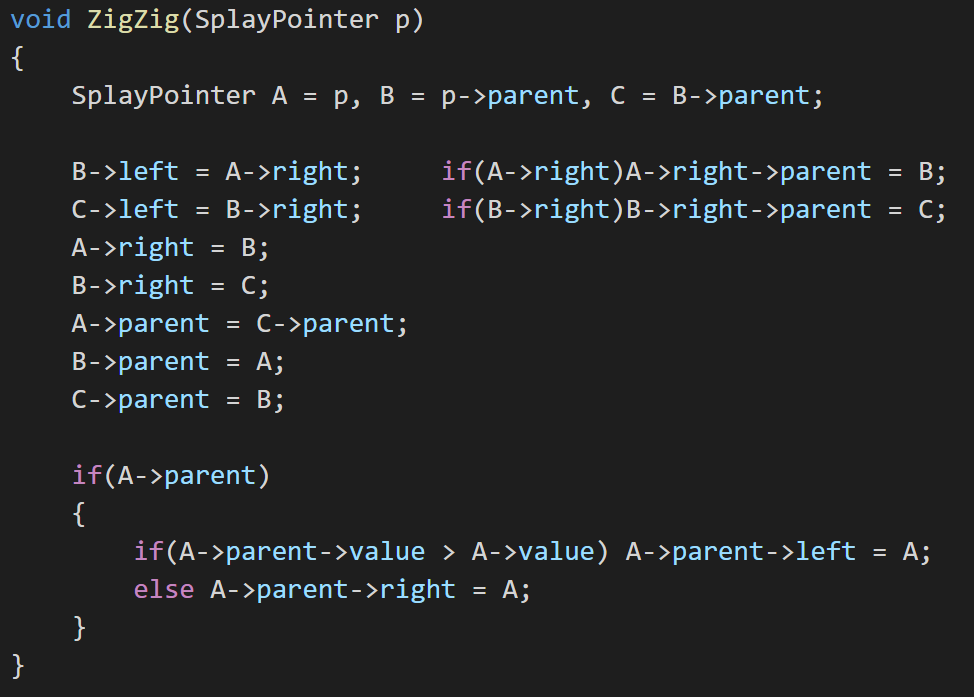 void ZigZig(SplayPointer p)
{
    SplayPointer A = p, B = p->parent, C = B->parent;

    B->left = A->right;     if(A->right)A->right->parent = B;
    C->left = B->right;     if(B->right)B->right->parent = C;
    A->right = B;
    B->right = C;
    A->parent = C->parent;
    B->parent = A;
    C->parent = B;

    if(A->parent)
    {
        if(A->parent->value > A->value) A->parent->left = A;
        else A->parent->right = A;
    }
}